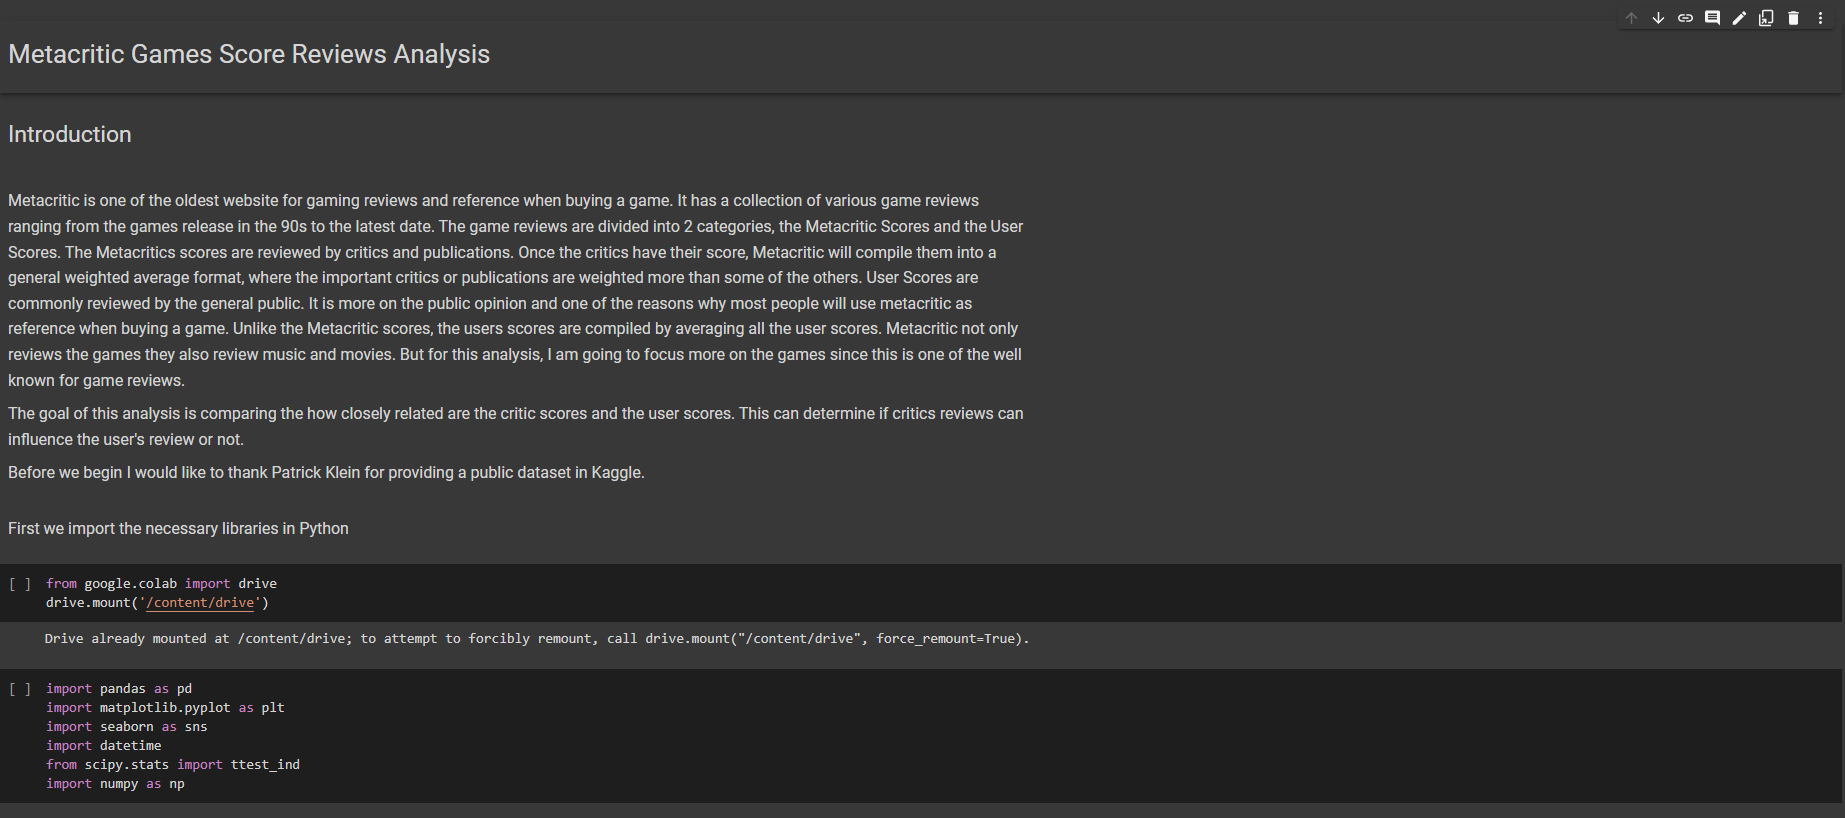 Metacritic Games Score Reviews Analysis
Introduction
Metacritic is one of the oldest website for gaming reviews and reference when buying a game. It has a collection of various game reviews
ranging from the games release in the 90s to the latest date. The game reviews are divided into 2 categories, the Metacritic Scores and the User
Scores. The Metacritics scores are reviewed by critics and publications. Once the critics have their score, Metacritic will compile them into a
general weighted average format, where the important critics or publications are weighted more than some of the others. User Scores are
commonly reviewed by the general public. It is more on the public opinion and one of the reasons why most people will use metacritic as
reference when buying a game. Unlike the Metacritic scores, the users scores are compiled by averaging all the user scores. Metacritic not only
reviews the games they also review music and movies. But for this analysis, I am going to focus more on the games since this is one of the well
known for game reviews.
The goal of this analysis is comparing the how closely related are the critic scores and the user scores. This can determine if critics reviews can
influence the user's review or not.
Before we begin I would like to thank Patrick Klein for providing a public dataset in Kaggle.
First we import the necessary libraries in Python
[ ] from google.colab import drive
drive.mount('/content/drive')
Drive already mounted at /content/drive; to attempt to forcibly remount, call drive.mount("/content/drive", force_remount=True).
[ ] import pandas as pd
import matplotlib.pyplot as plt
import seaborn as sns
import datetime
from scipy.stats import ttest_ind
import numpy as np